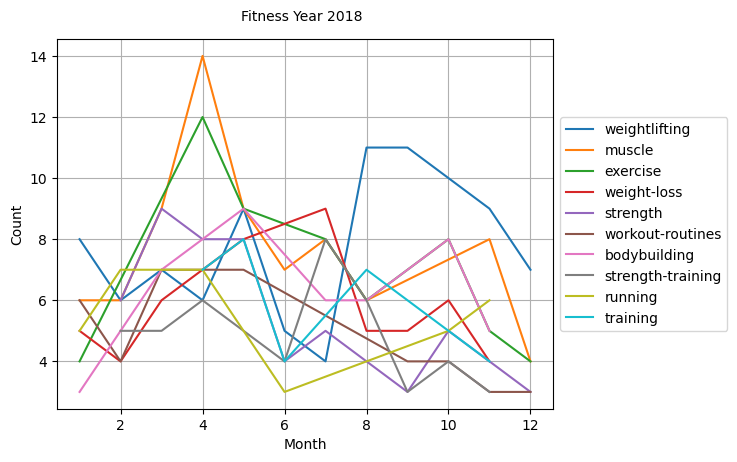 Fitness Year 2018
14
12
10
8
6
4
Count
2 4 6 8 10 12
Month
weightlifting
muscle
exercise
weight-loss
strength
workout-routines
bodybuilding
strength-training
running
training